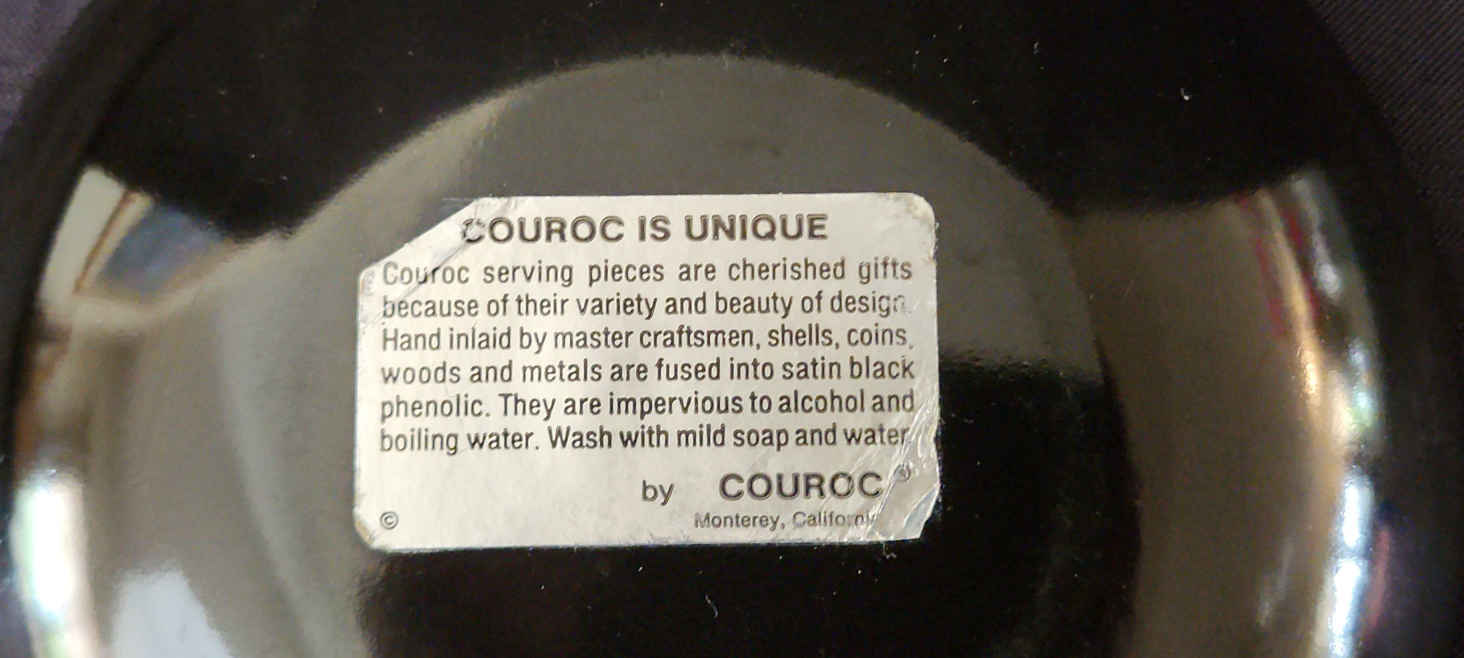 COUROC IS UNIQUE
Couroc serving pieces are cherished gifts
because of their variety and beauty of design.
Hand inlaid by master craftsmen, shells, coins,
woods and metals are fused into satin black
phenolic. They are impervious to alcohol and
boiling water. Wash with mild soap and water
by COUROC ®
© Monterey, California